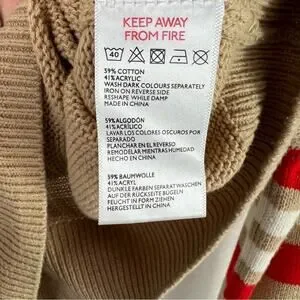 KEEP AWAY
FROM FIRE
40
59% COTTON
41% ACRYLIC
WASH DARK COLOURS SEPARATELY
IRON ON REVERSE SIDE
RESHAPE WHILE DAMP
MADE IN CHINA
59% ALGODÓN
41% ACRÍLICO
LAVAR LOS COLORES OSCUROS POR
SEPARADO
PLANCHAR EN EL REVERSO
REMODELAR MIENTRAS HUMEDAD
HECHO EN CHINA
59% BAUMWOLLE
41% ACRYL
DUNKLE FARBEN SEPARAT WASCHEN
AUF DER LINKEN SEITE BÜGELN
FEUCHT IN FORM ZIEHEN
HERGESTELLT IN CHINA